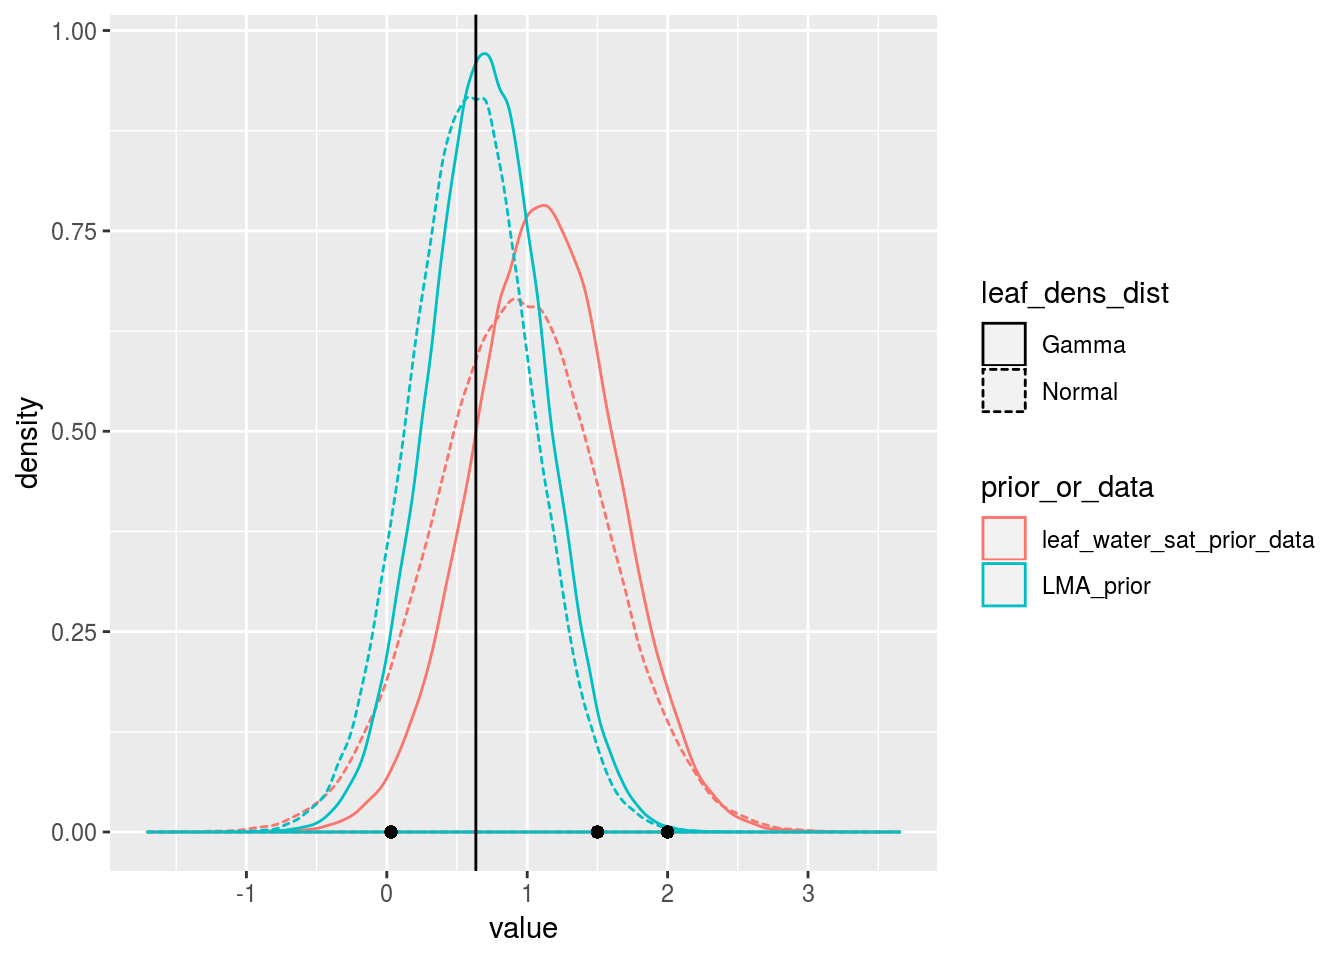 1.00
0.75
0.50
0.25
0.00
density
-1
0
1
2
3
value
leaf_dens_dist
Gamma
Normal
prior_or_data
leaf_water_sat_prior_data
LMA_prior